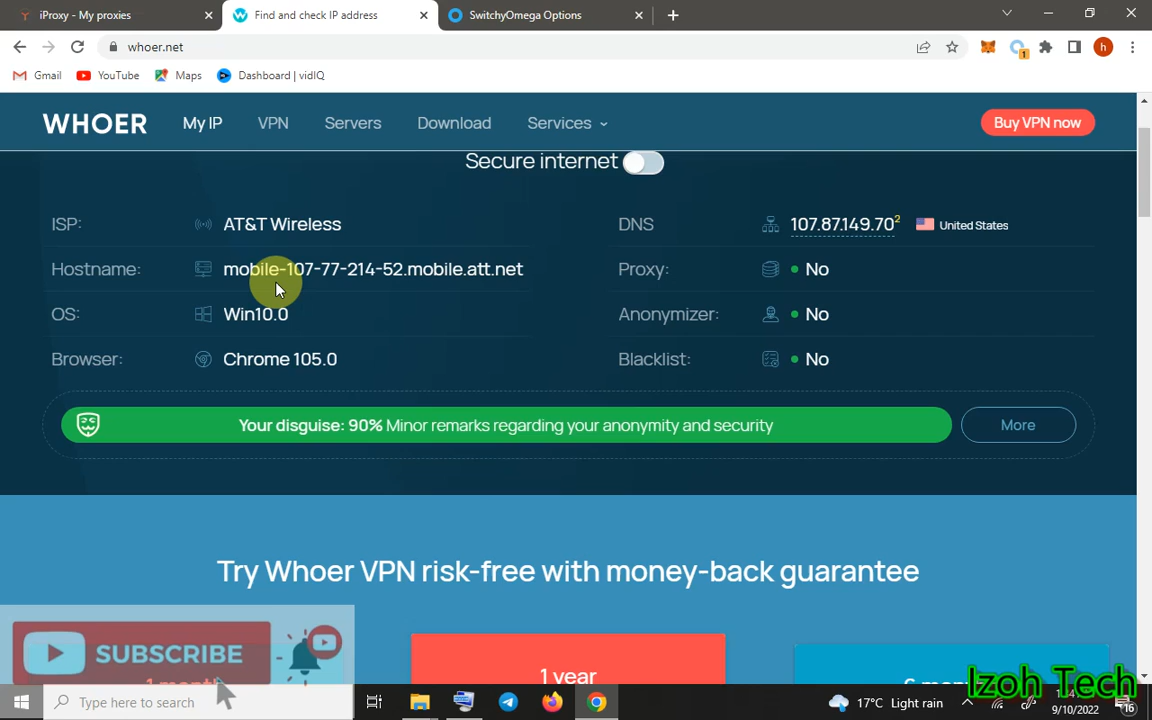 iProxy - My proxies
Find and check IP address
SwitchyOmega Options
whoer.net
1
h
Gmail
YouTube
Maps
Dashboard | vidIQ
WHOER
My IP
VPN
Servers
Download
Services
Buy VPN now
Secure internet
ISP:
AT&T Wireless
DNS
107.87.149.70 2
United States
Hostname:
mobile-107-77-214-52.mobile.att.net
Proxy:
No
OS:
Win10.0
Anonymizer:
No
Browser:
Chrome 105.0
Blacklist:
No
Your disguise: 90% Minor remarks regarding your anonymity and security
More
Try Whoer VPN risk-free with money-back guarantee
SUBSCRIBE
1 year
Izoh Tech
Type here to search
17°C Light rain
9/10/2022
16